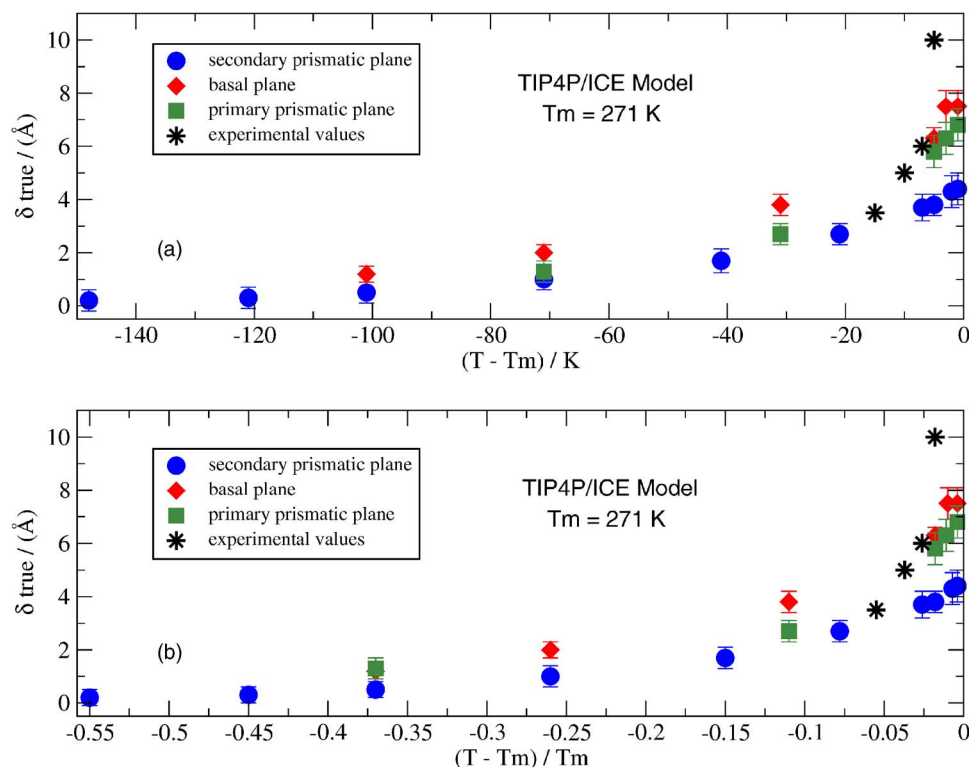 10
8
6
4
2
0
δ true / (Å)
secondary prismatic plane
basal plane
primary prismatic plane
experimental values
TIP4P/ICE Model
Tm = 271 K
(a)
-140 -120 -100 -80 -60 -40 -20 0
(T - Tm) / K
10
8
6
4
2
0
δ true / (Å)
secondary prismatic plane
basal plane
primary prismatic plane
experimental values
TIP4P/ICE Model
Tm = 271 K
(b)
-0.55 -0.5 -0.45 -0.4 -0.35 -0.3 -0.25 -0.2 -0.15 -0.1 -0.05 0
(T - Tm) / Tm